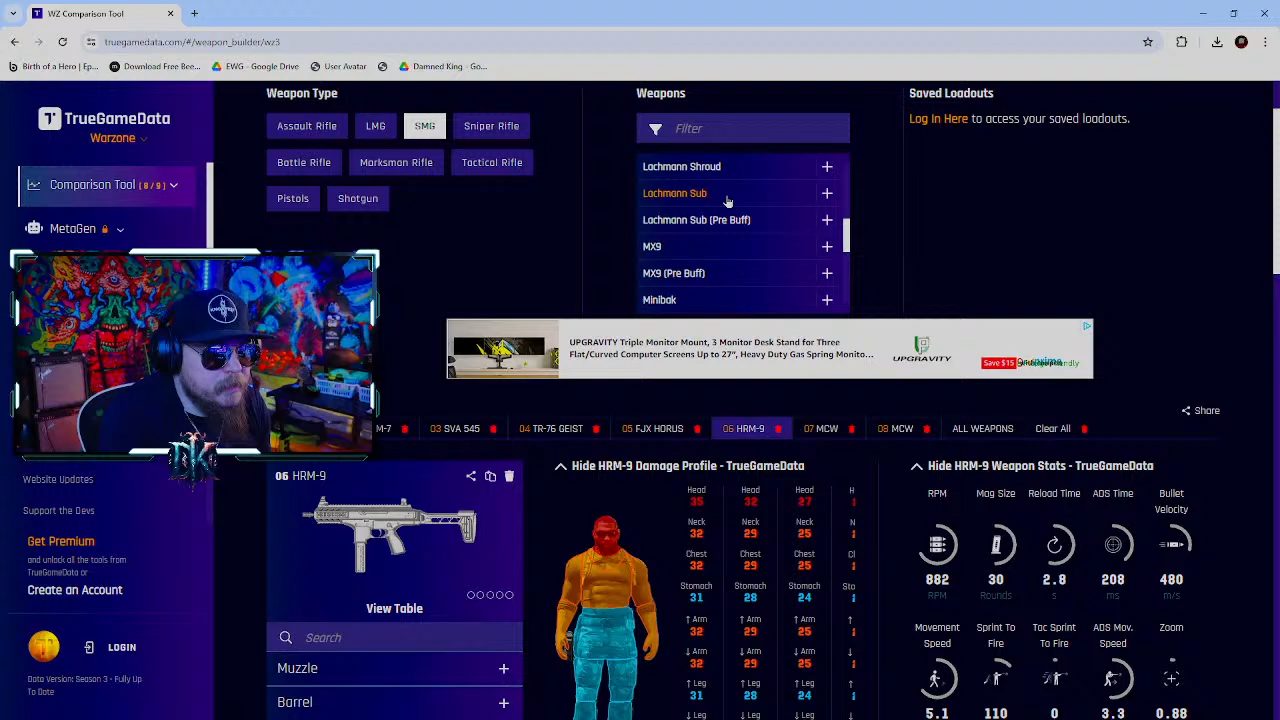 WZ Comparison Tool
truegamedata.com/#/weapon_builder/wz3
Birth of a Hero | Ep...
Download Free Bee...
EWG - Google Drive
User Avatar
Damned King - Go...
TrueGameData
Warzone
Comparison Tool [8/9]
MetaGen
Website Updates
Support the Devs
Get Premium
and unlock all the tools from
TrueGameData or
Create an Account
LOGIN
Data Version: Season 3 - Fully Up
To Date
Weapon Type
Assault Rifle
LMG
SMG
Sniper Rifle
Battle Rifle
Marksman Rifle
Tactical Rifle
Pistols
Shotgun
Weapons
Filter
Lachmann Shroud
Lachmann Sub
Lachmann Sub (Pre Buff)
MX9
MX9 (Pre Buff)
Minibak
Saved Loadouts
Log In Here to access your saved loadouts.
UPGRAVITY Triple Monitor Mount, 3 Monitor Desk Stand for Three
Flat/Curved Computer Screens Up to 27", Heavy Duty Gas Spring Monito...
UPGRAVITY
Save $15
Share
M-7
03 SVA 545
04 TR-76 GEIST
05 FJX HORUS
06 HRM-9
07 MCW
08 MCW
ALL WEAPONS
Clear All
06 HRM-9
View Table
Search
Muzzle
Barrel
Hide HRM-9 Damage Profile - TrueGameData
Head Head Head H
35 32 27
Neck Neck Neck N
32 29 25
Chest Chest Chest Cl
32 29 25
Stomach Stomach Stomach Sto
31 28 24
↑ Arm ↑ Arm ↑ Arm ↑
32 29 25
↓ Arm ↓ Arm ↓ Arm ↓
32 29 25
↑ Leg ↑ Leg ↑ Leg ↑
31 28 24
↓ Leg ↓ Leg ↓ Leg ↓
Hide HRM-9 Weapon Stats - TrueGameData
RPM
882
RPM
Mag Size
30
Rounds
Reload Time
2.8
s
ADS Time
208
ms
Bullet
Velocity
480
m/s
Movement
Speed
5.1
Sprint To
Fire
110
Tac Sprint
To Fire
0
ADS Mov.
Speed
3.3
Zoom
0.88
DK